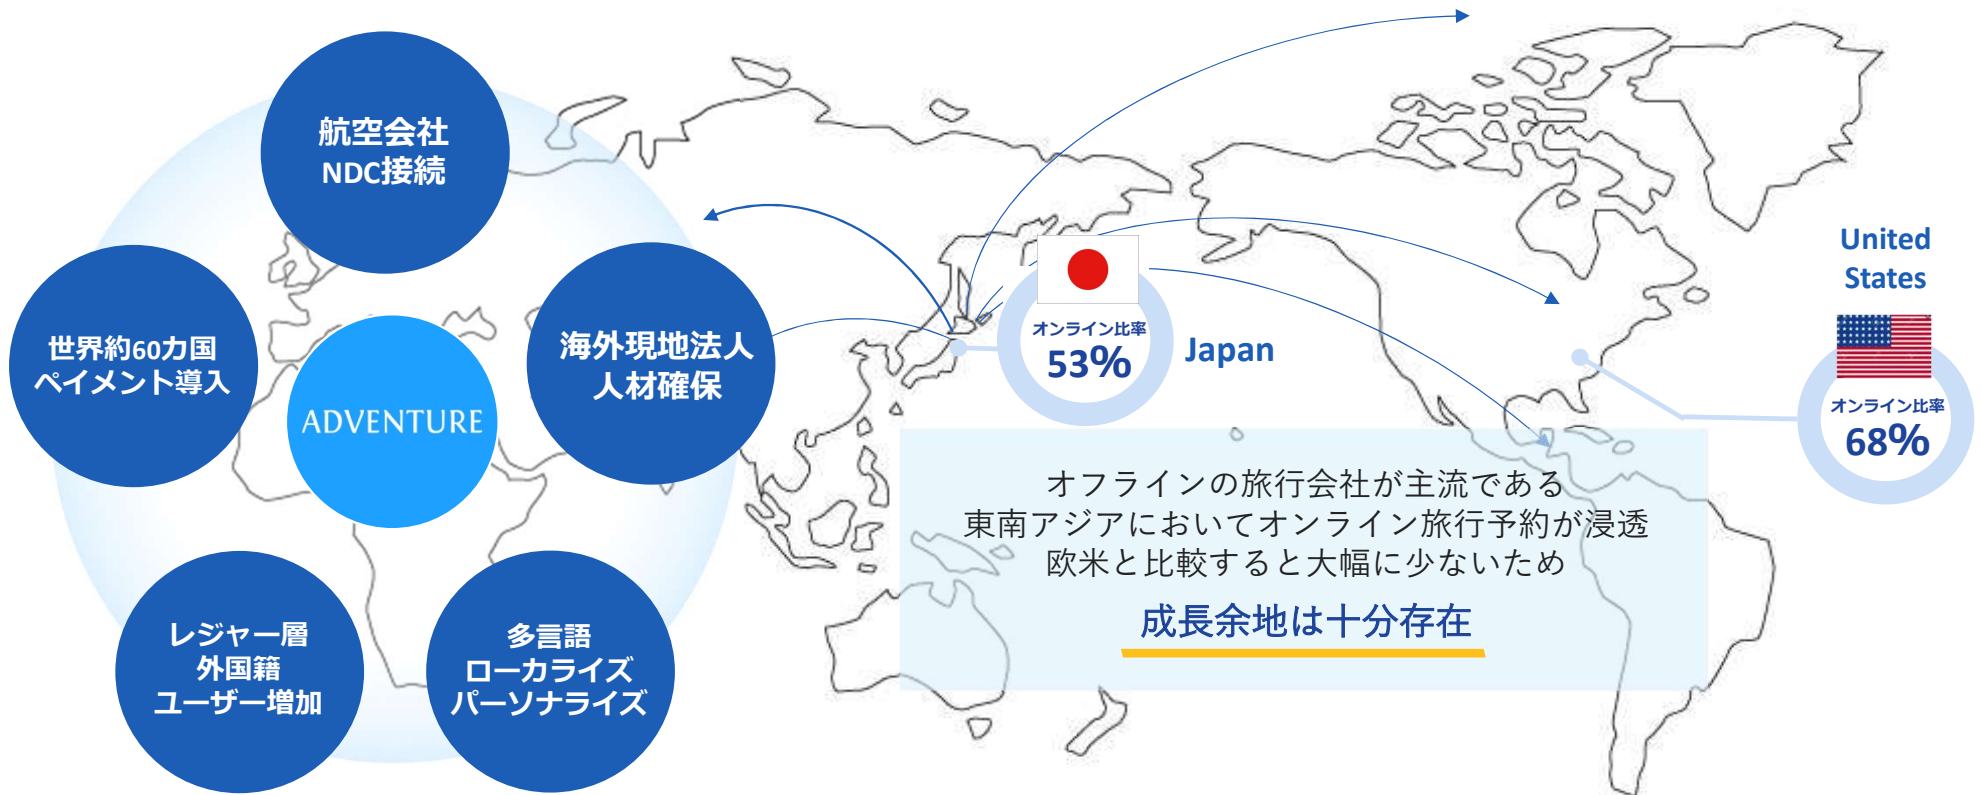 航空会社
NDC接続
世界約60カ国
ペイメント導入
ADVENTURE
海外現地法人
人材確保
レジャー層
外国籍
ユーザー増加
多言語
ローカライズ
パーソナライズ
オンライン比率
53%
Japan
United
States
オンライン比率
68%
オフラインの旅行会社が主流である
東南アジアにおいてオンライン旅行予約が浸透
欧米と比較すると大幅に少ないため
成長余地は十分存在